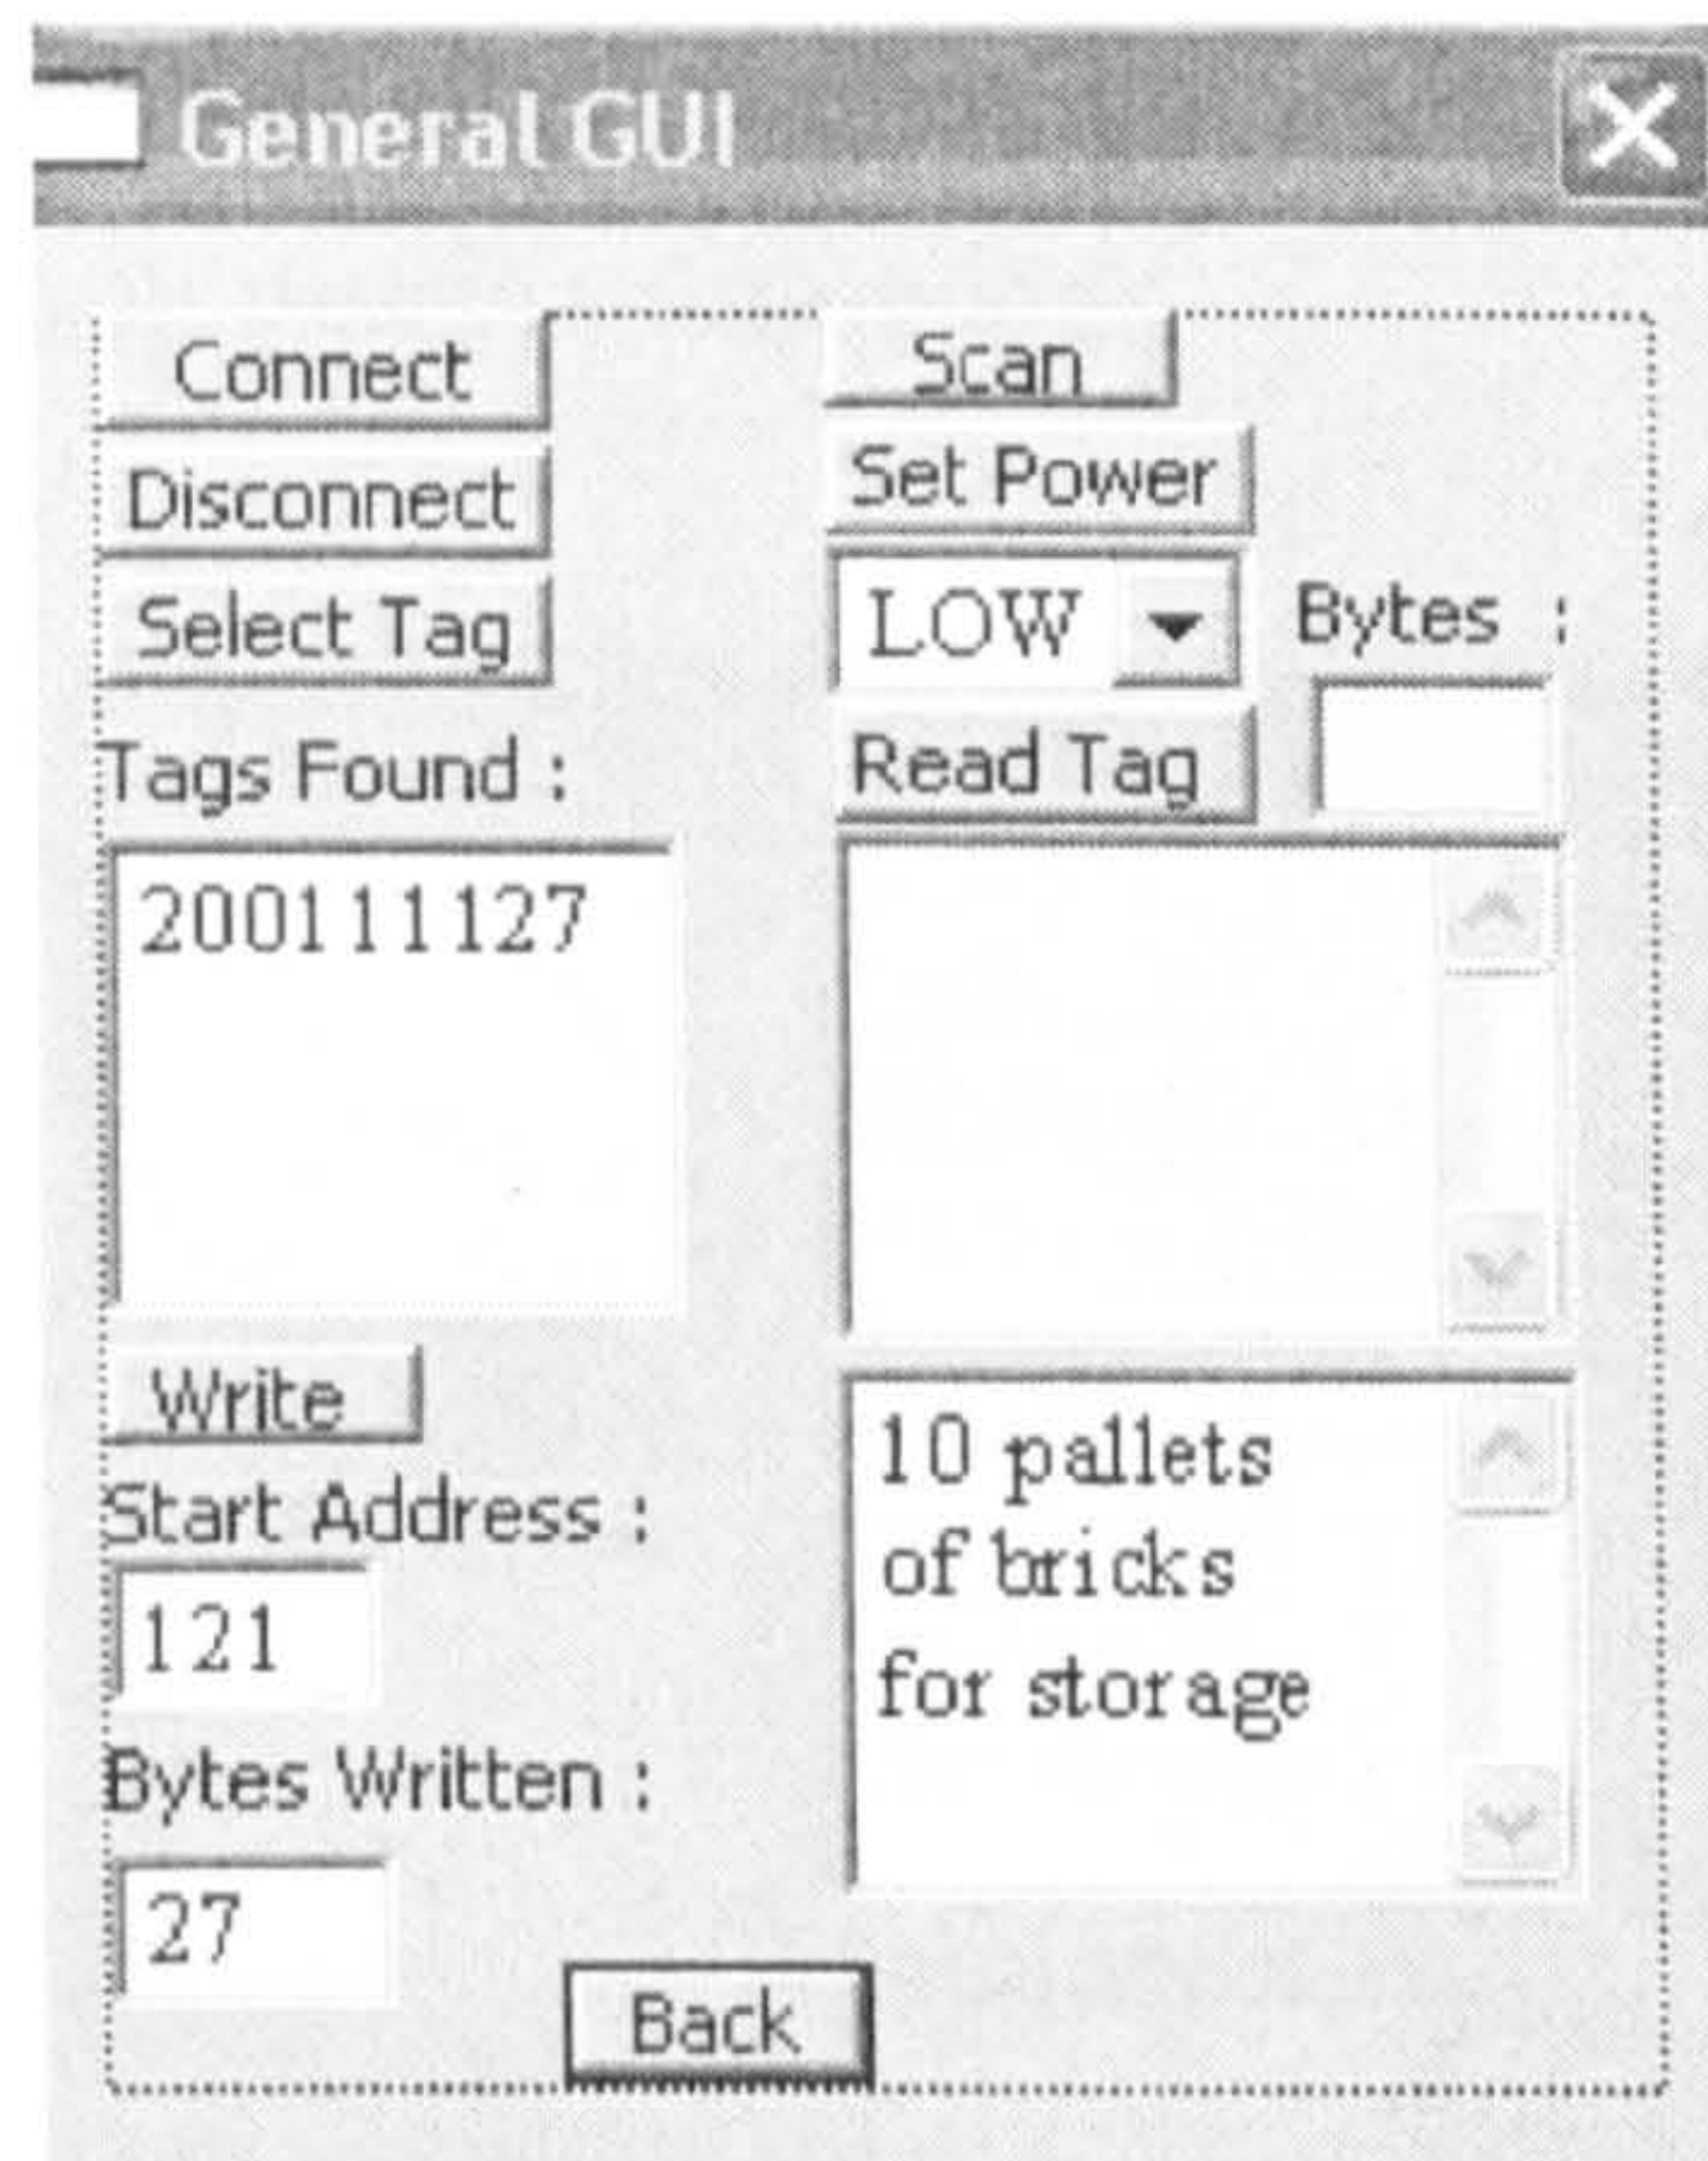 General GUI
Connect
Scan
Disconnect
Set Power
Select Tag
LOW
Bytes :
Tags Found :
Read Tag
200111127
Write
10 pallets
of bricks
for storage
Start Address :
121
Bytes Written :
27
Back